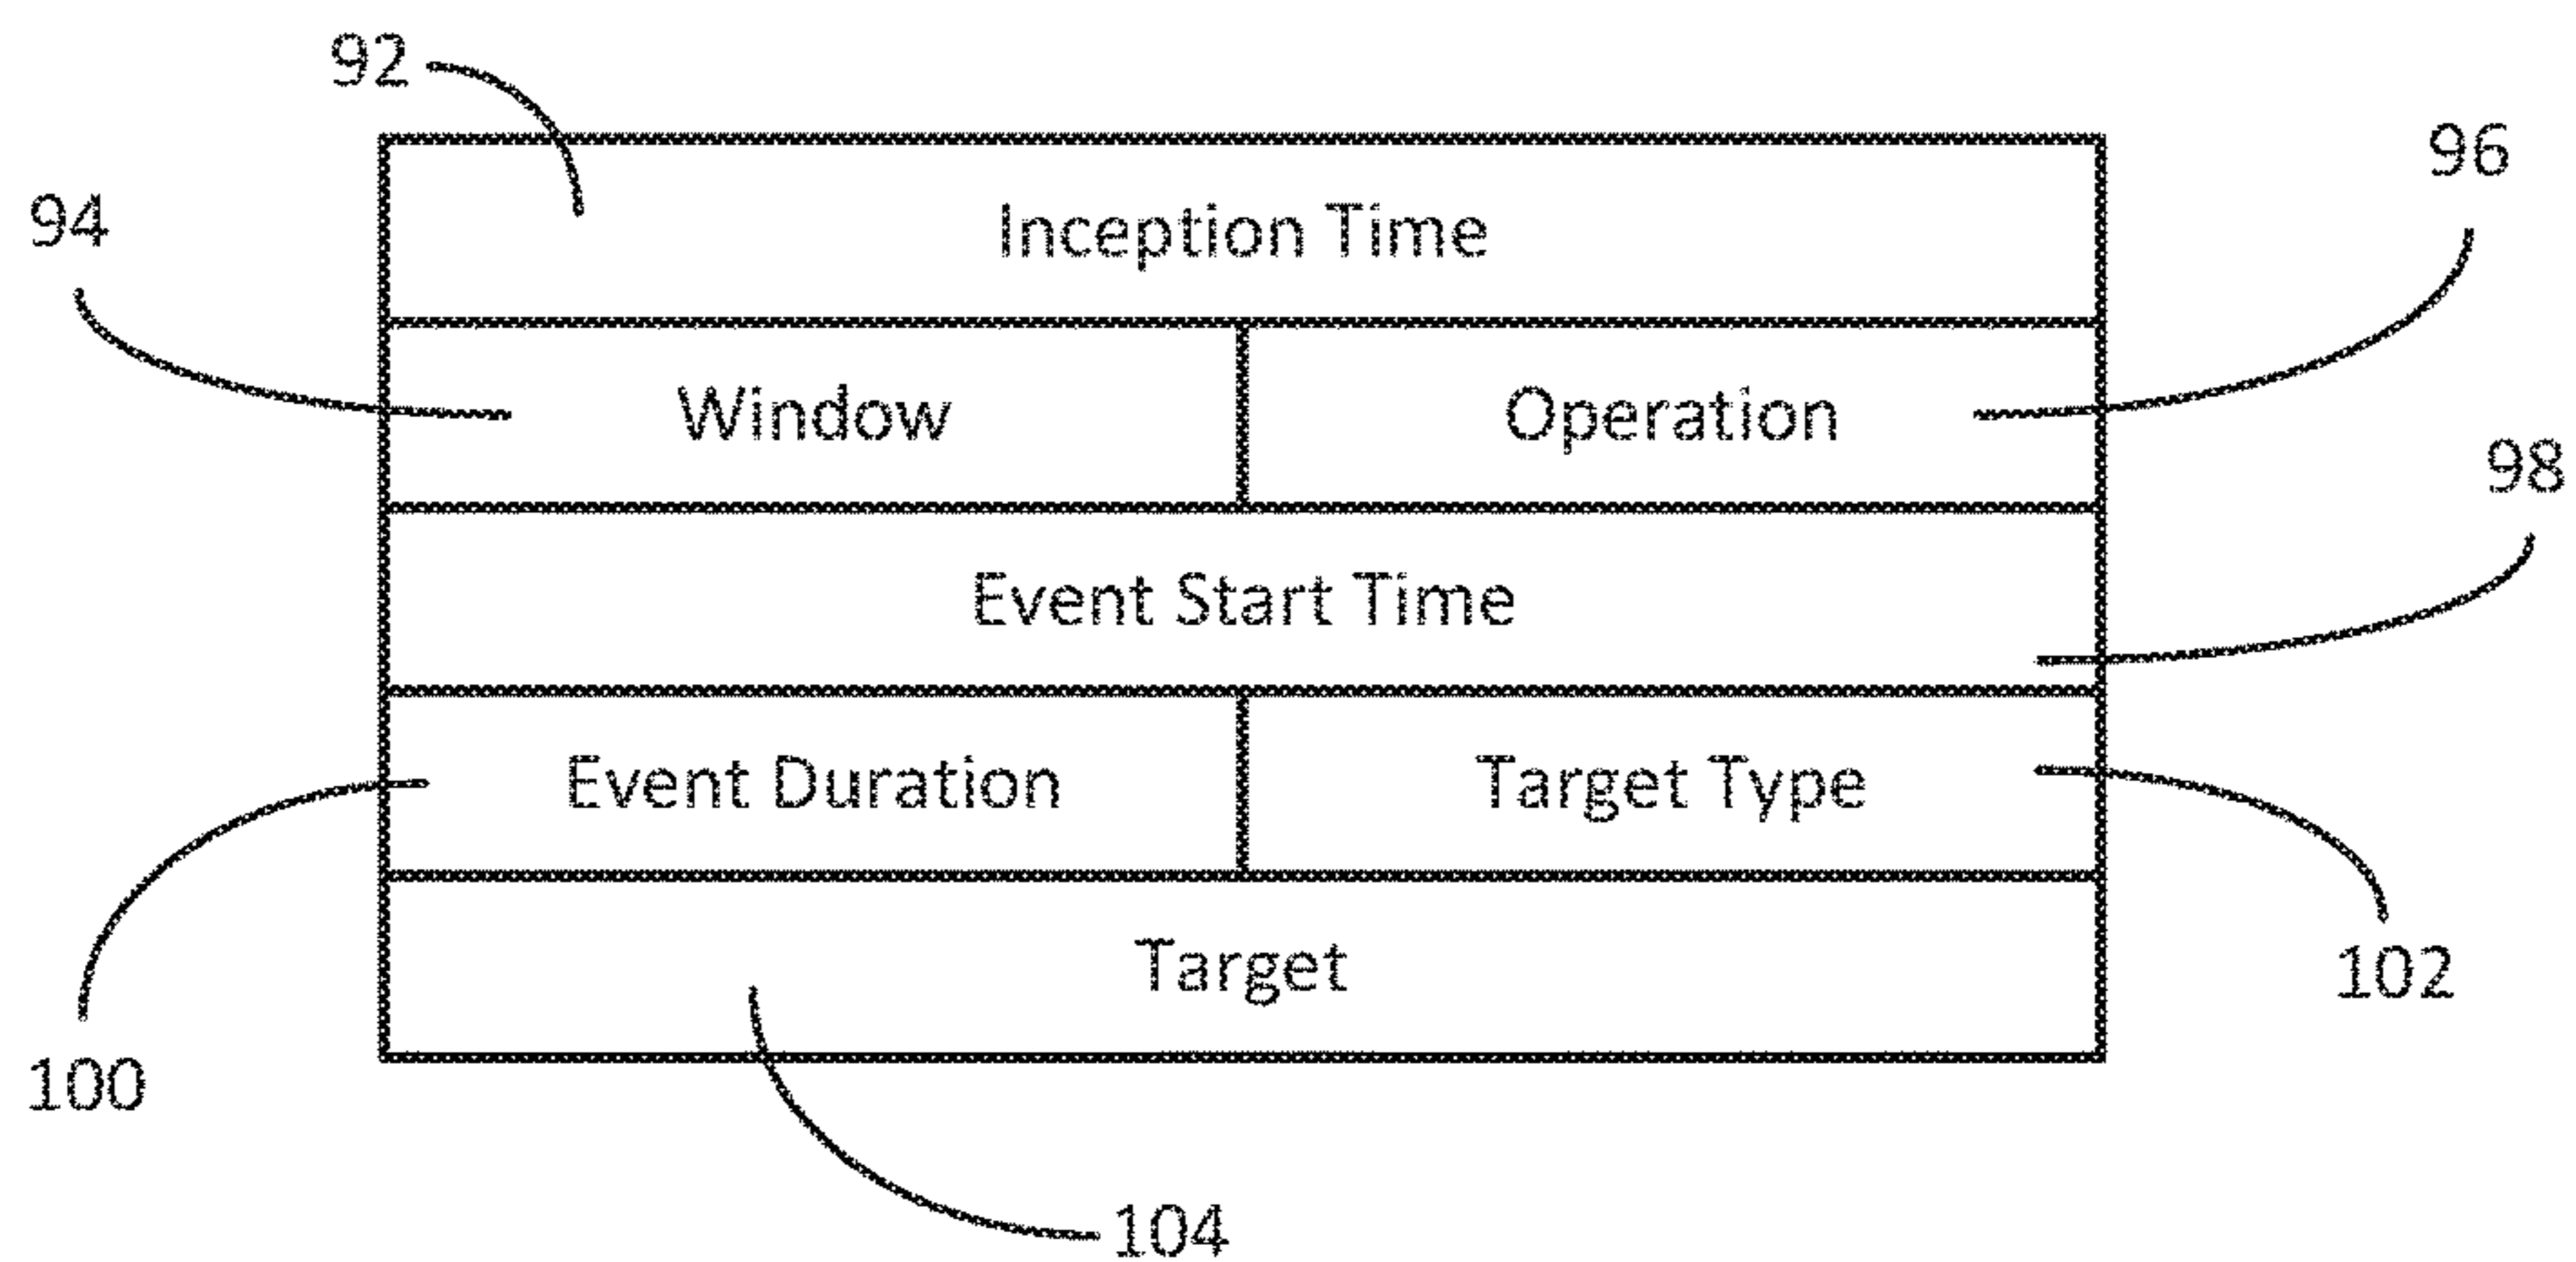 92
96
94
Inception Time
Window
Operation
98
Event Start Time
Event Duration
Target Type
Target
102
100
104